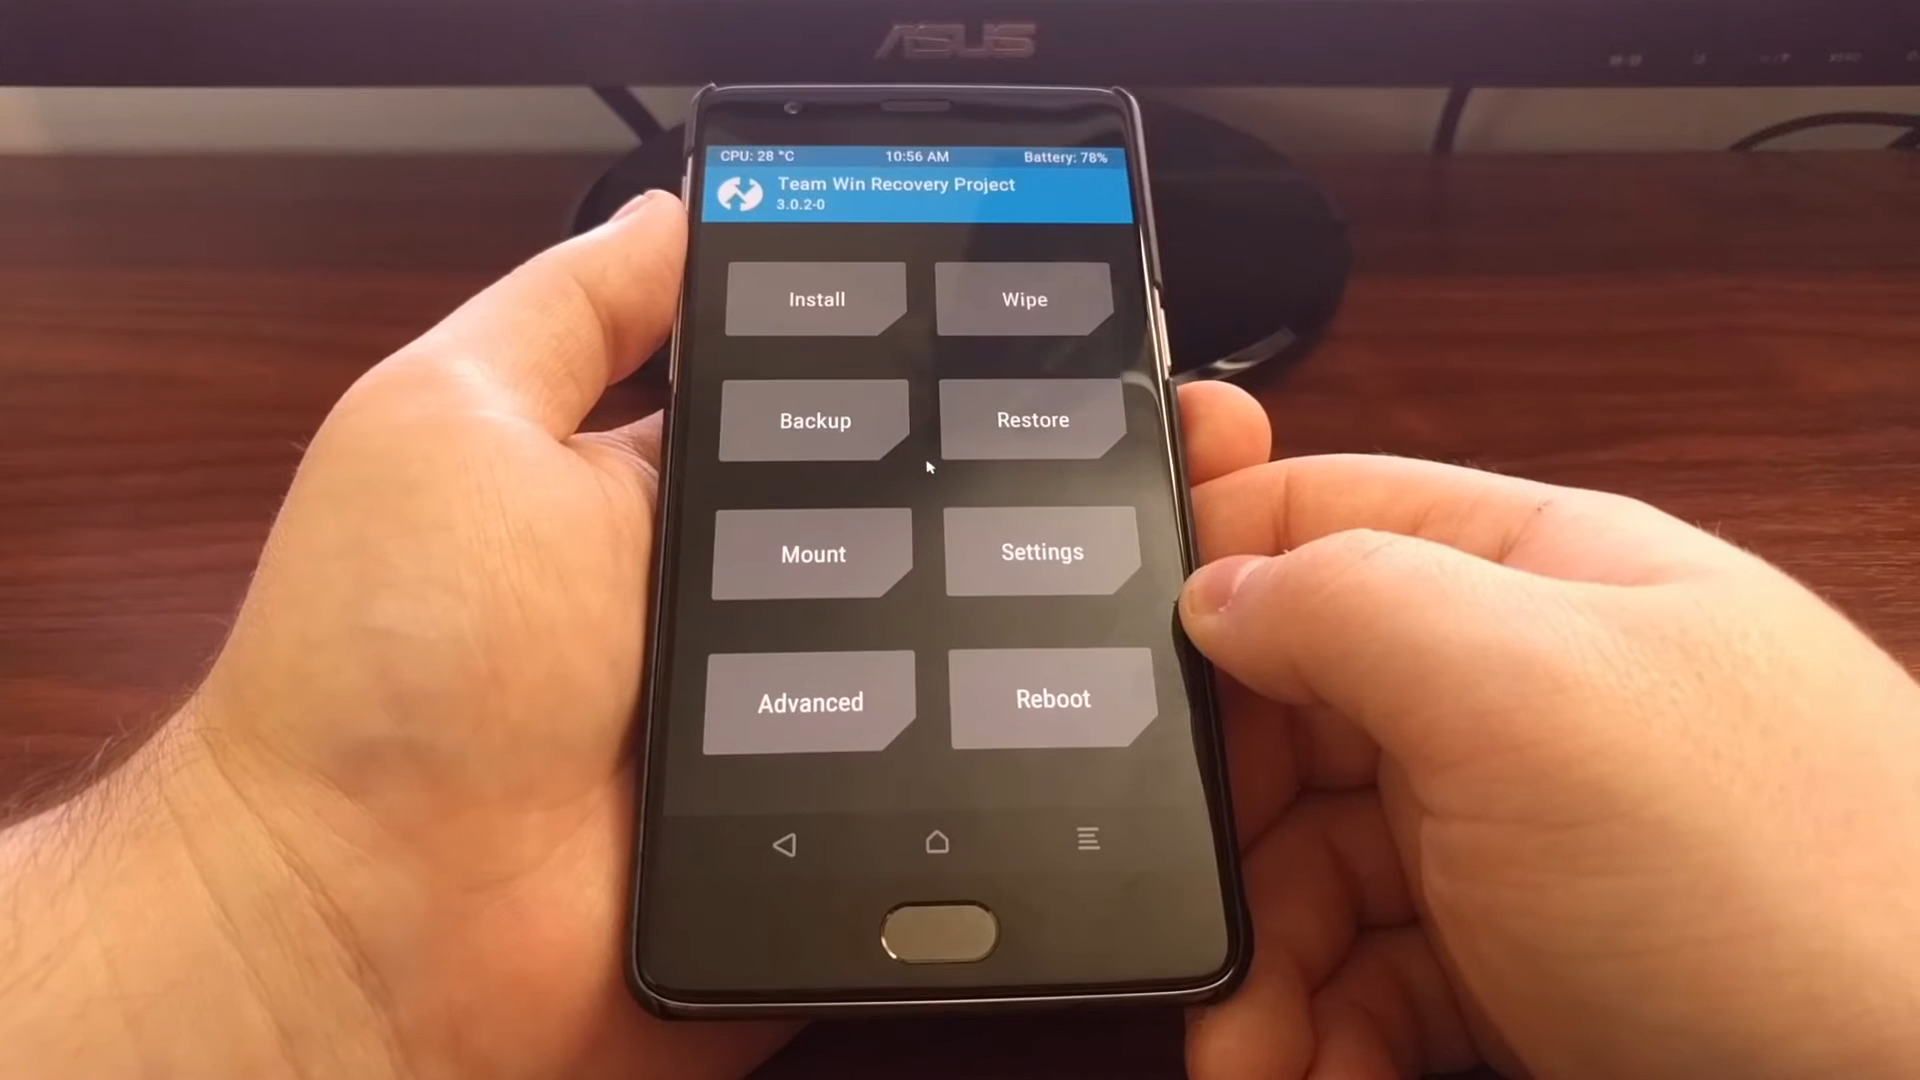 ASUS
CPU: 28 °C 10:56 AM Battery: 78%
Team Win Recovery Project
3.0.2-0
Install Wipe
Backup Restore
Mount Settings
Advanced Reboot